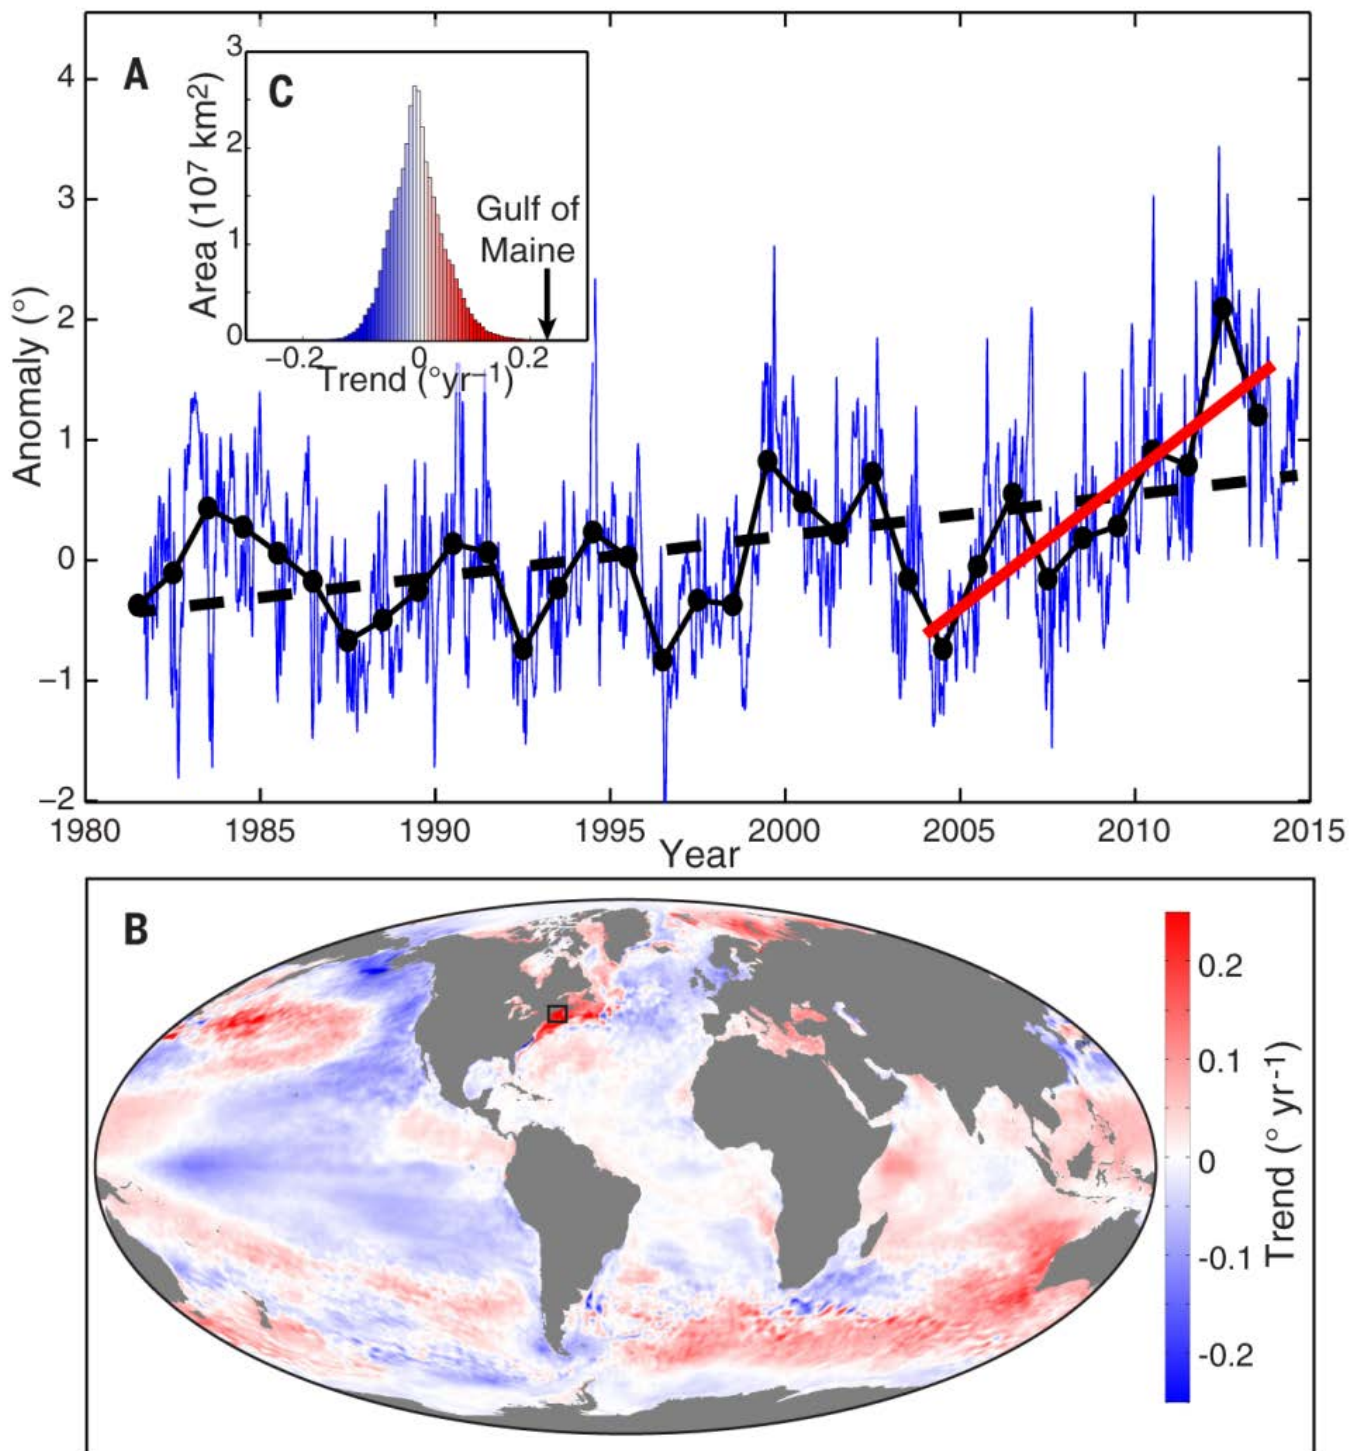 A
C
Area (10⁷ km²)
3
2
1
0
Gulf of
Maine
−0.2
0
0.2
Trend (°yr−1)
Anomaly (°)
4
3
2
1
0
−1
−2
1980
1985
1990
1995
2000
2005
2010
2015
Year
B
0.2
0.1
0
-0.1
-0.2
Trend (° yr-1)